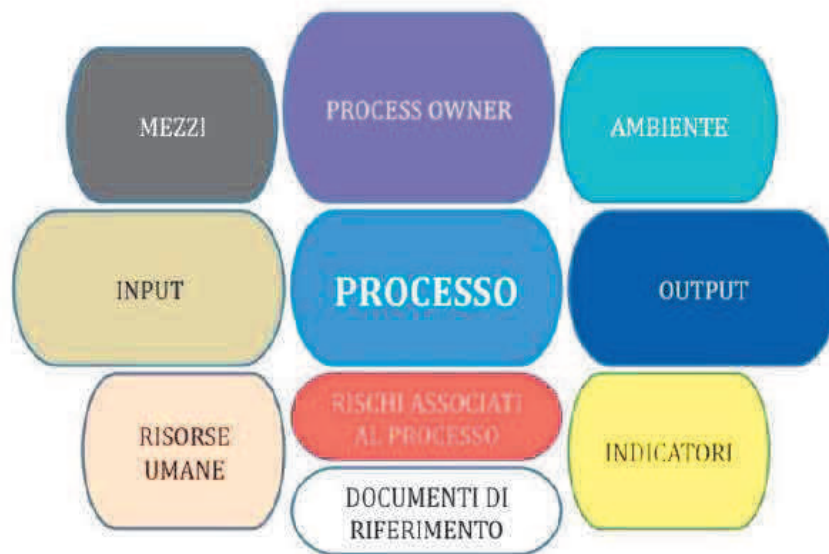 MEZZI
PROCESS OWNER
AMBIENTE
INPUT
PROCESSO
OUTPUT
RISORSE
UMANE
RISCHI ASSOCIATI
AL PROCESSO
INDICATORI
DOCUMENTI DI
RIFERIMENTO